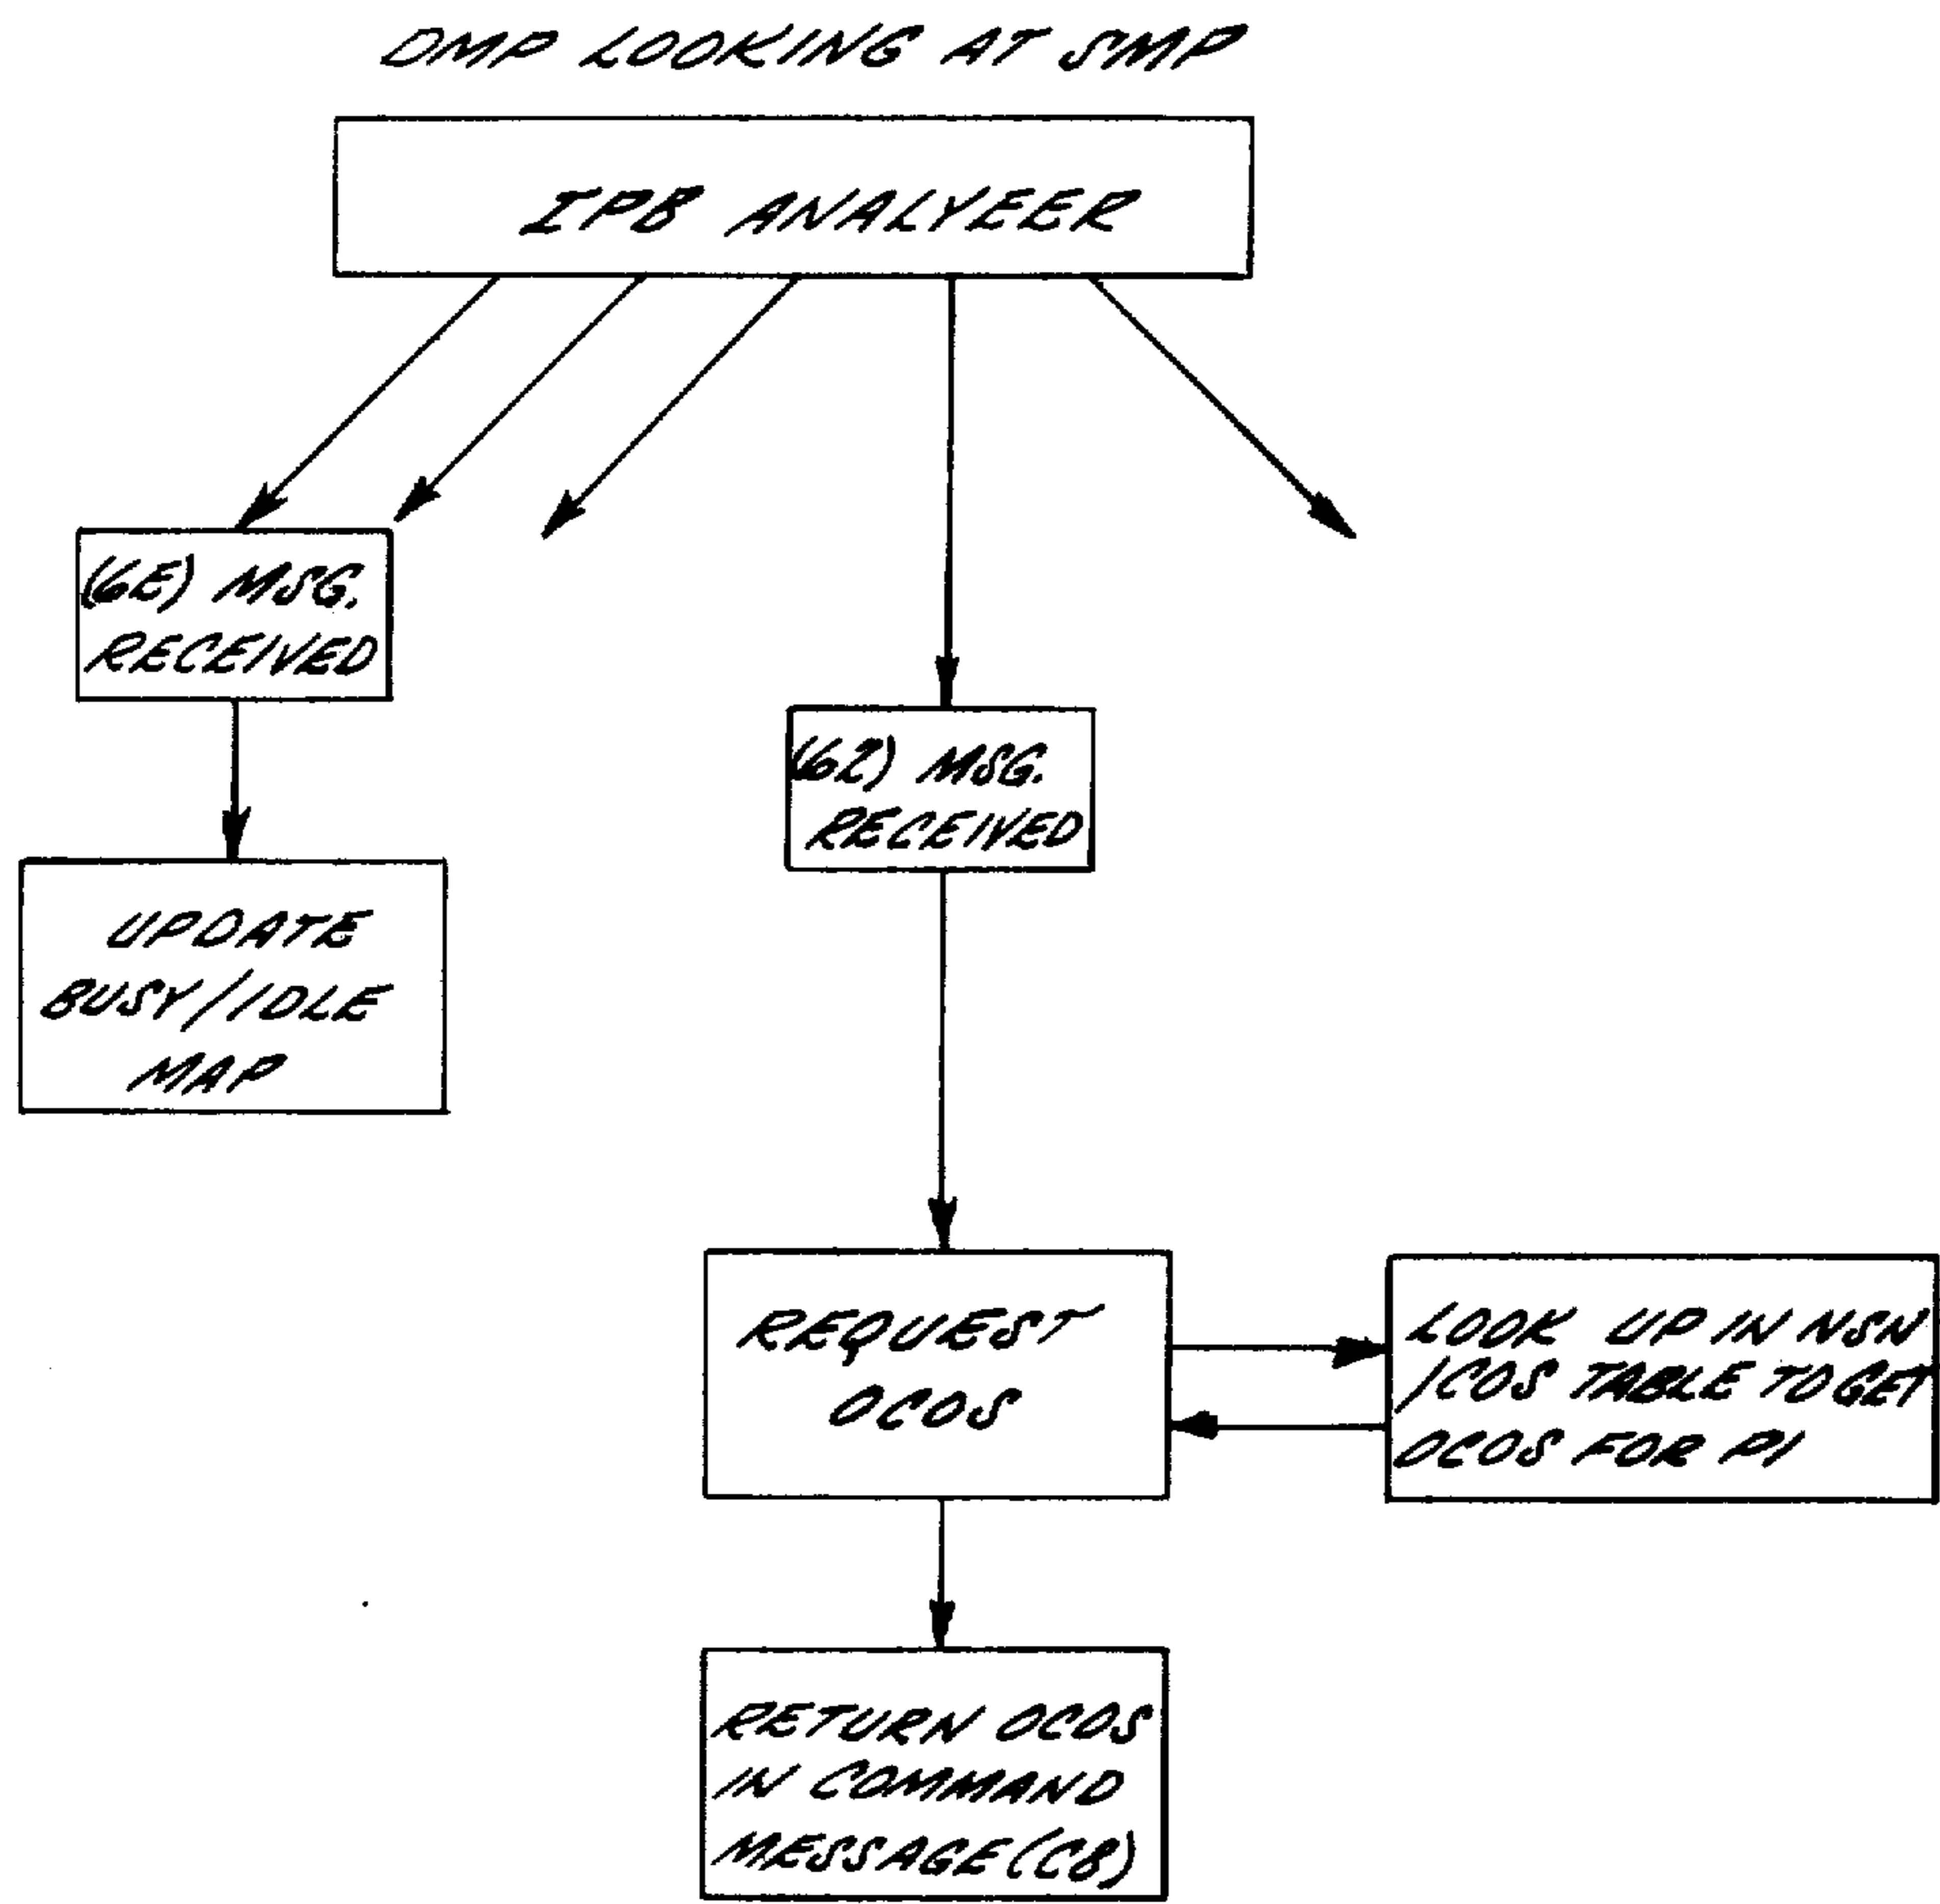 DMP LOOKING AT SMP
IPB ANALYEER
(6E) MSG.
RECEIVED
(62) MSG.
RECEIVED
UPDATE
BUSY/IDLE
MAP
REQUEST
OCOS
LOOK UP IN NSN
/COS TABLE TO GET
OCOS FOR PI
RETURN OCOS
IN COMMAND
MESSAGE (C8)